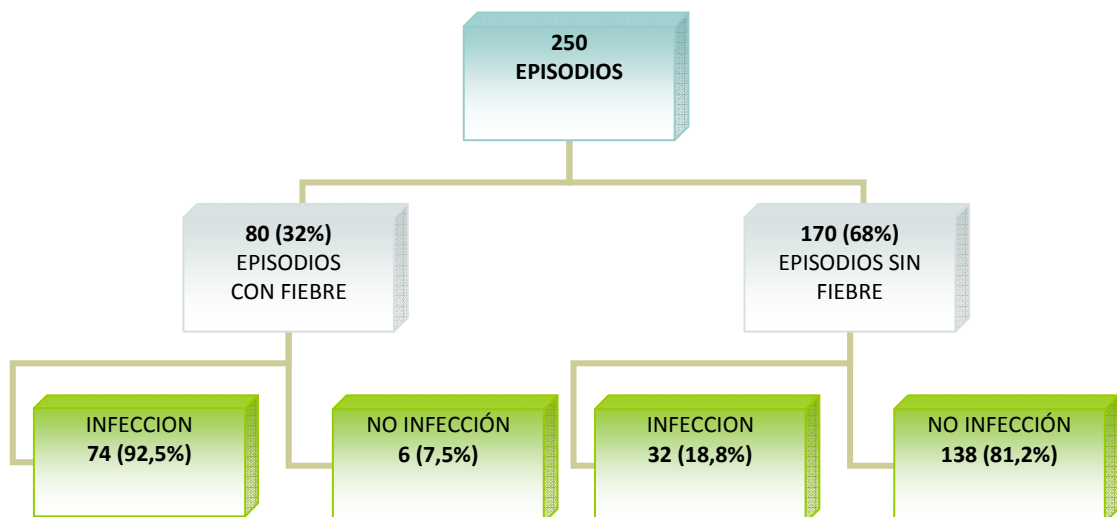 250
EPISODIOS
80 (32%)
EPISODIOS
CON FIEBRE
170 (68%)
EPISODIOS SIN
FIEBRE
INFECCION
74 (92,5%)
NO INFECCIÓN
6 (7,5%)
INFECCION
32 (18,8%)
NO INFECCIÓN
138 (81,2%)